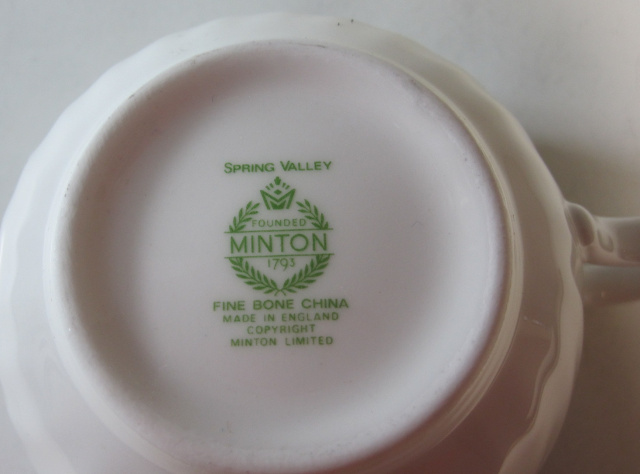 SPRING VALLEY
FOUNDED
MINTON
1793
FINE BONE CHINA
MADE IN ENGLAND
COPYRIGHT
MINTON LIMITED